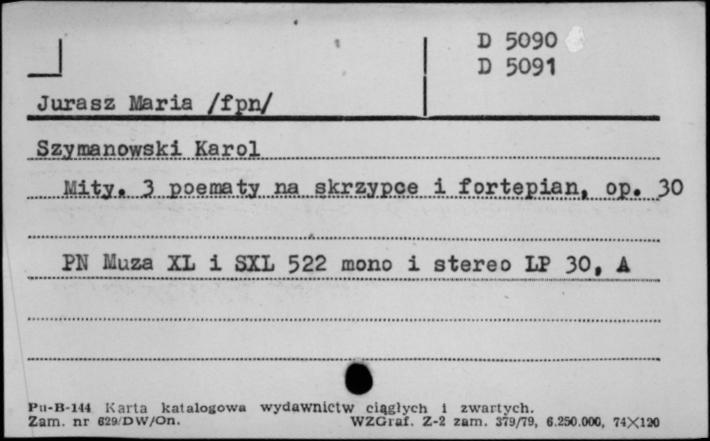 D 5090
D 5091
Jurasz Maria /fpn/
Szymanowski Karol
Mity. 3 poematy na skrzypce i fortepian, op. 30
PN Muza XL i SXL 522 mono i stereo LP 30, A
Pu-B-144 Karta katalogowa wydawnictw ciągłych i zwartych.
Zam. nr 629/DW/On. WZGraf. Z-2 zam. 379/79, 6.250.000, 74×120